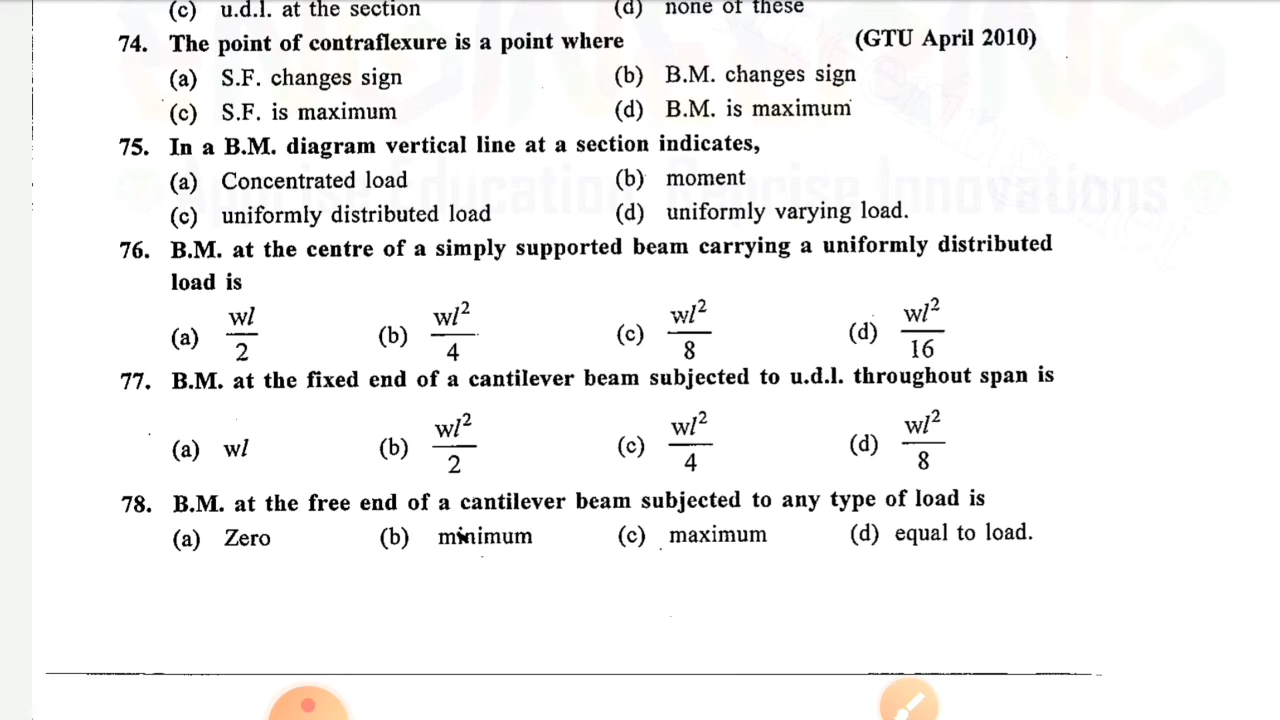 (c) u.d.l. at the section (d) none of these
74. The point of contraflexure is a point where (GTU April 2010)
(a) S.F. changes sign (b) B.M. changes sign
(c) S.F. is maximum (d) B.M. is maximum
75. In a B.M. diagram vertical line at a section indicates,
(a) Concentrated load (b) moment
(c) uniformly distributed load (d) uniformly varying load.
76. B.M. at the centre of a simply supported beam carrying a uniformly distributed
load is
(a) wl/2 (b) wl²/4 (c) wl²/8 (d) wl²/16
77. B.M. at the fixed end of a cantilever beam subjected to u.d.l. throughout span is
(a) wl (b) wl²/2 (c) wl²/4 (d) wl²/8
78. B.M. at the free end of a cantilever beam subjected to any type of load is
(a) Zero (b) minimum (c) maximum (d) equal to load.